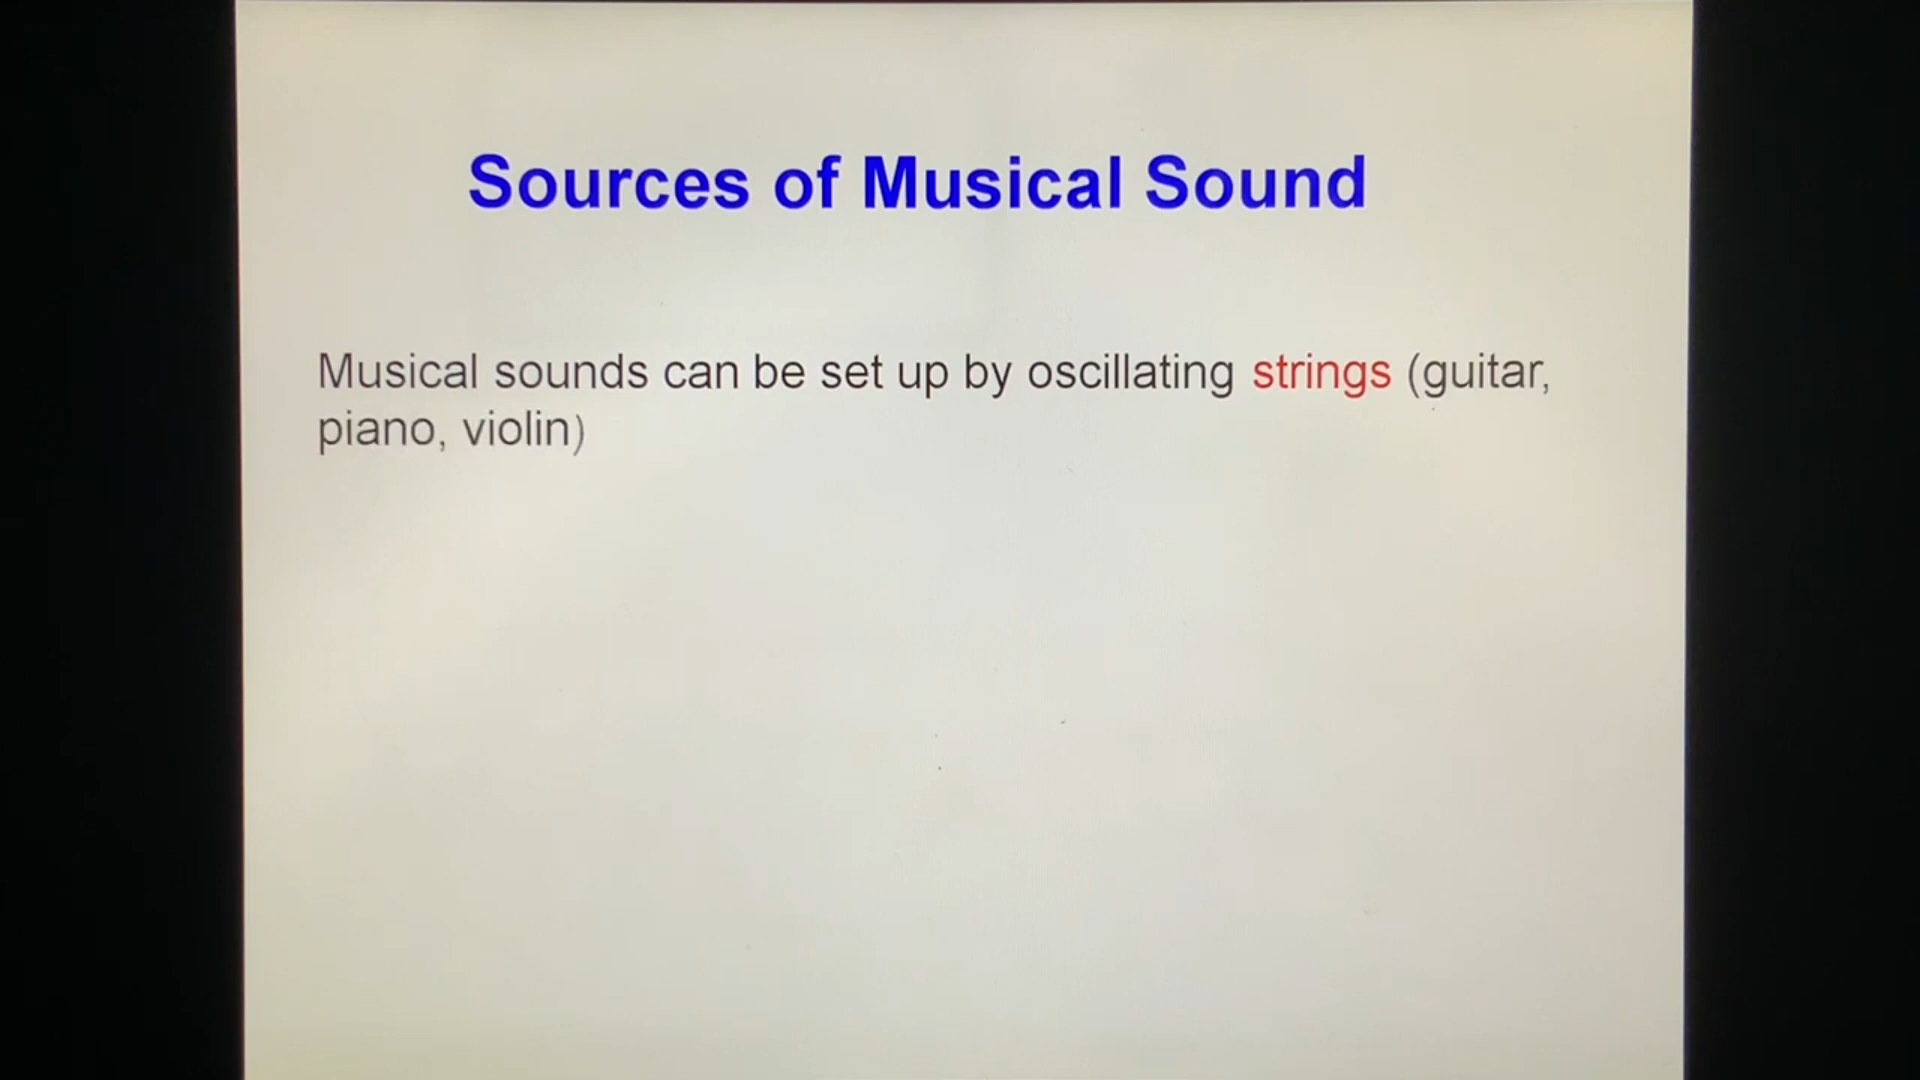 Sources of Musical Sound
Musical sounds can be set up by oscillating strings (guitar,
piano, violin)